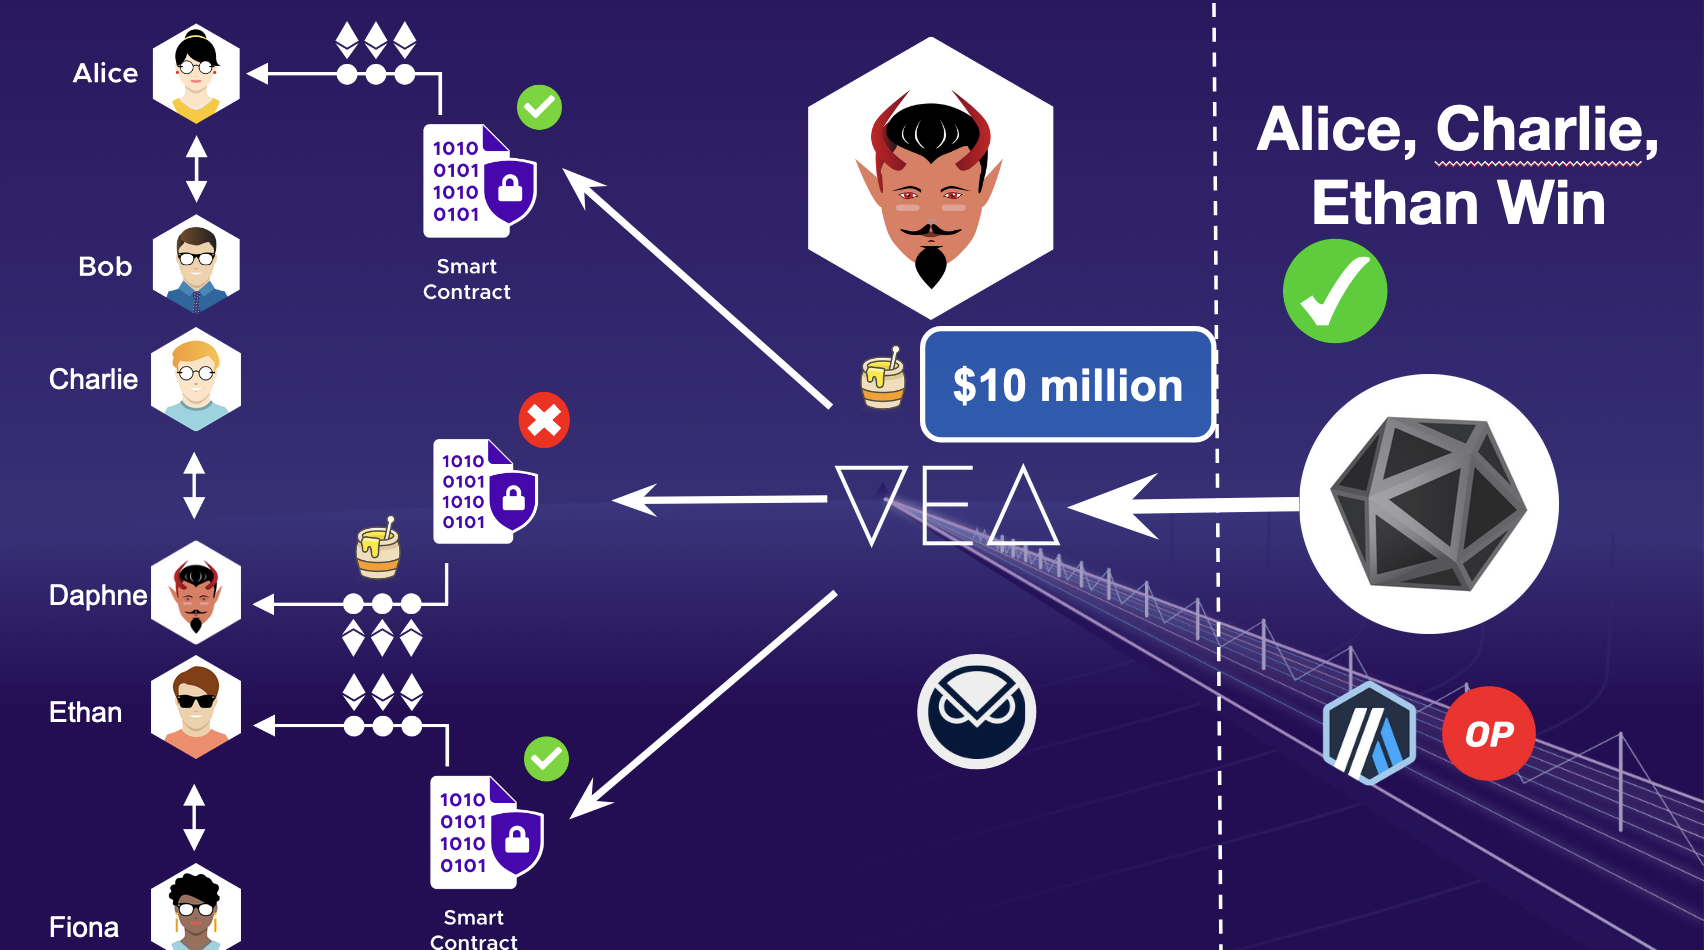 Alice
Bob
Charlie
Daphne
Ethan
Fiona
1010
0101
1010
0101
Smart
Contract
1010
0101
1010
0101
1010
0101
1010
0101
Smart
Contract
$10 million
VEA
Alice, Charlie,
Ethan Win
OP